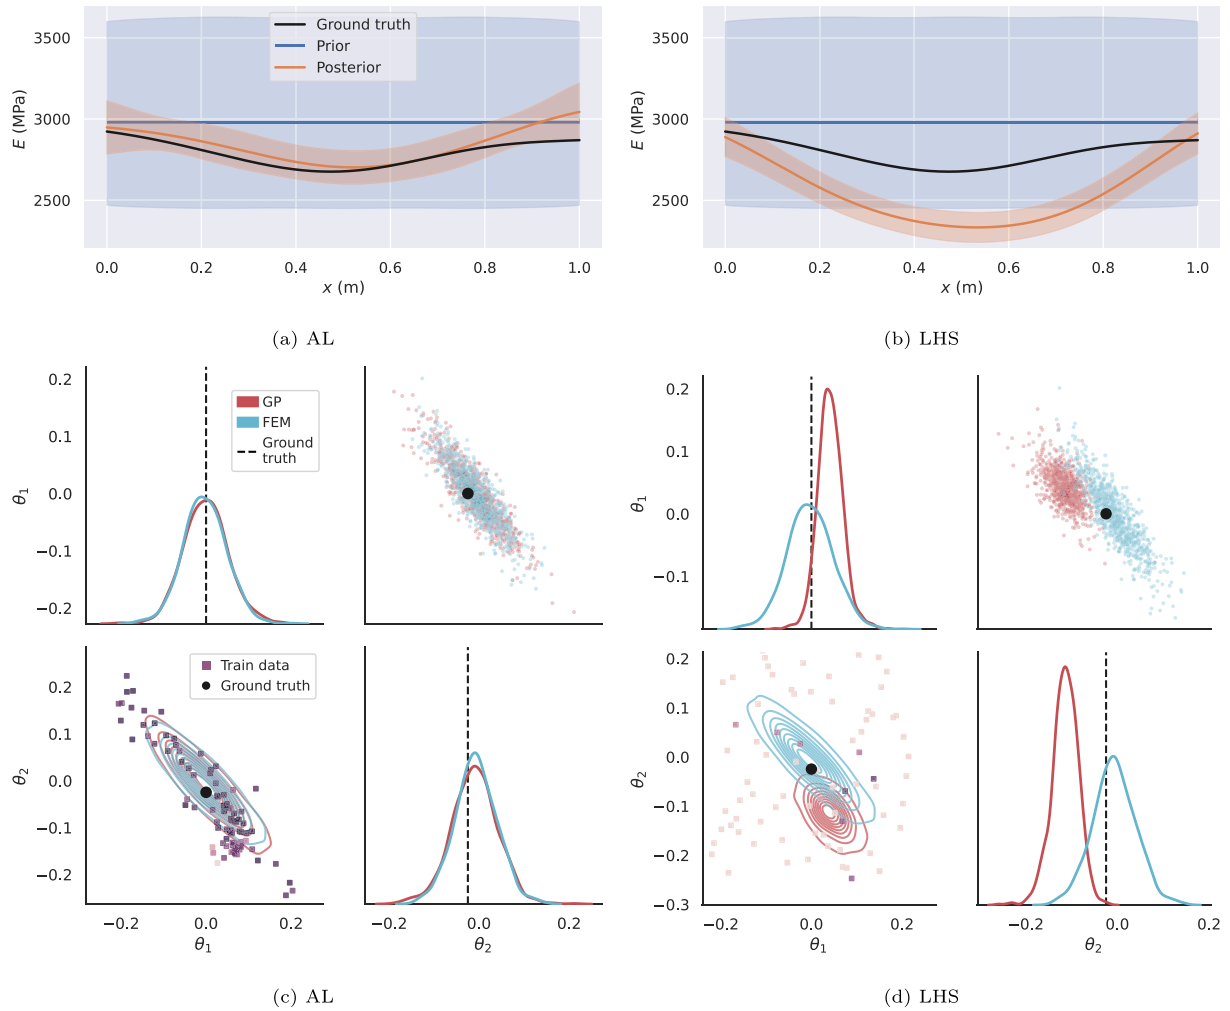 3500
3000
2500
E (MPa)
Ground truth
Prior
Posterior
0.0 0.2 0.4 0.6 0.8 1.0
x (m)
(a) AL
3500
3000
2500
E (MPa)
0.0 0.2 0.4 0.6 0.8 1.0
x (m)
(b) LHS
0.2
0.1
0.0
−0.1
−0.2
θ1
GP
FEM
Ground
truth
0.2
0.1
0.0
−0.1
−0.2
θ2
Train data
Ground truth
−0.2 0.0 0.2
θ1
0.0 0.2
θ2
(c) AL
0.2
0.1
0.0
−0.1
θ1
0.2
0.1
0.0
−0.1
−0.2
−0.3
θ2
−0.2 0.0 0.2
θ1
0.0 0.2
θ2
(d) LHS